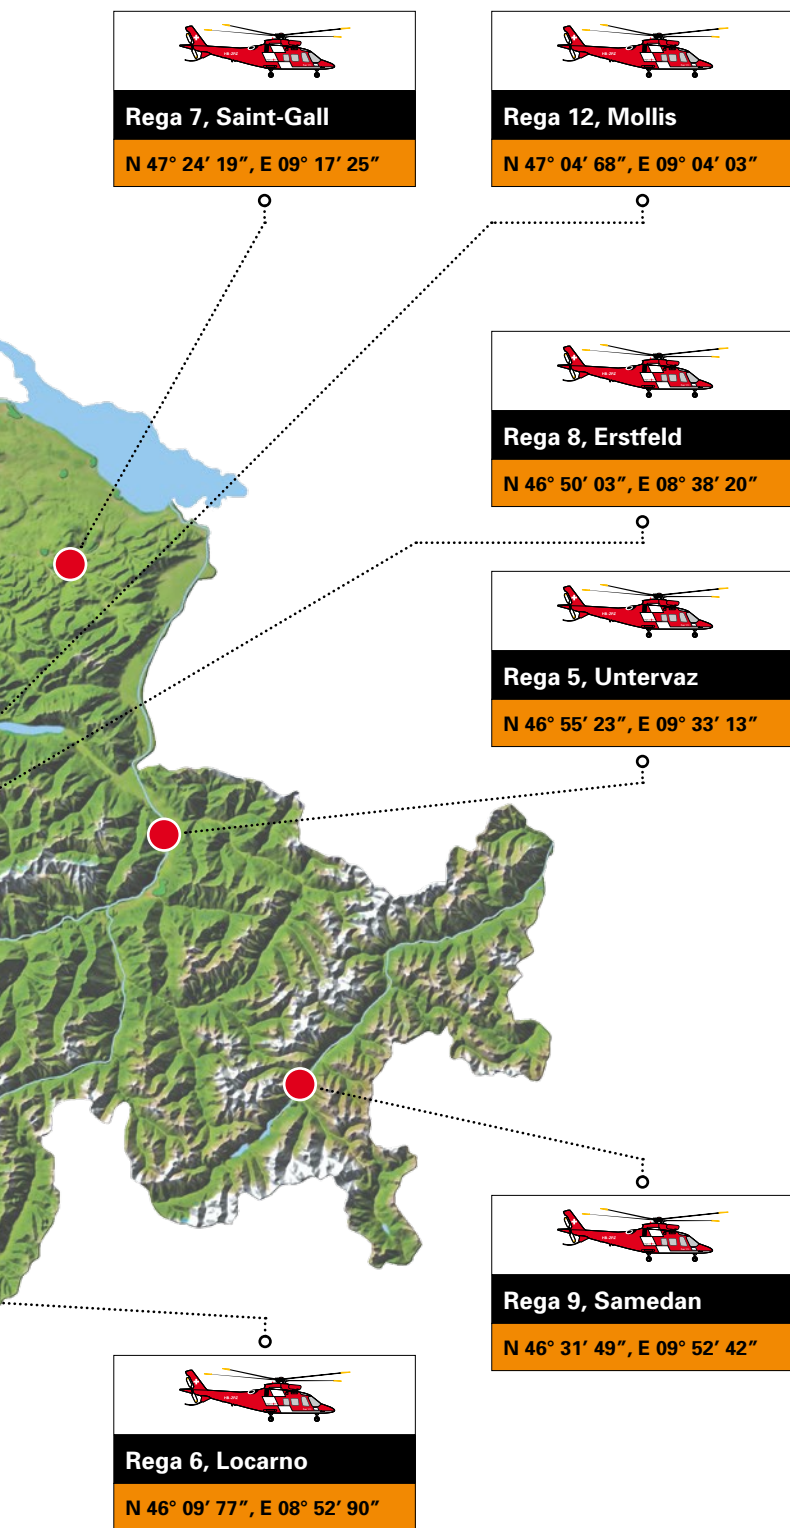 Rega 7, Saint-Gall
N 47° 24′ 19″, E 09° 17′ 25″
Rega 12, Mollis
N 47° 04′ 68″, E 09° 04′ 03″
Rega 8, Erstfeld
N 46° 50′ 03″, E 08° 38′ 20″
Rega 5, Untervaz
N 46° 55′ 23″, E 09° 33′ 13″
Rega 9, Samedan
N 46° 31′ 49″, E 09° 52′ 42″
Rega 6, Locarno
N 46° 09′ 77″, E 08° 52′ 90″